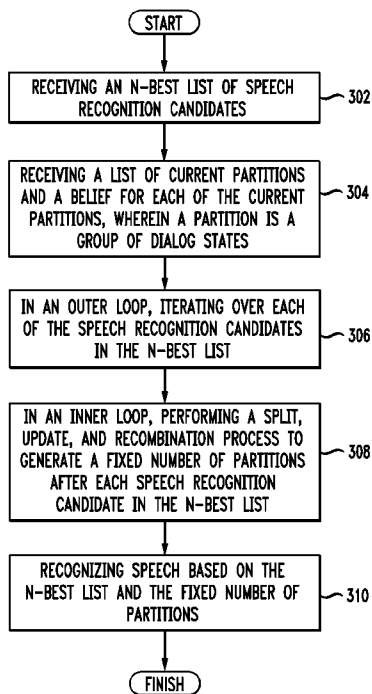 START
RECEIVING AN N-BEST LIST OF SPEECH
RECOGNITION CANDIDATES
302
RECEIVING A LIST OF CURRENT PARTITIONS
AND A BELIEF FOR EACH OF THE CURRENT
PARTITIONS, WHEREIN A PARTITION IS A
GROUP OF DIALOG STATES
304
IN AN OUTER LOOP, ITERATING OVER EACH
OF THE SPEECH RECOGNITION CANDIDATES
IN THE N-BEST LIST
306
IN AN INNER LOOP, PERFORMING A SPLIT,
UPDATE, AND RECOMBINATION PROCESS TO
GENERATE A FIXED NUMBER OF PARTITIONS
AFTER EACH SPEECH RECOGNITION
CANDIDATE IN THE N-BEST LIST
308
RECOGNIZING SPEECH BASED ON THE
N-BEST LIST AND THE FIXED NUMBER OF
PARTITIONS
310
FINISH